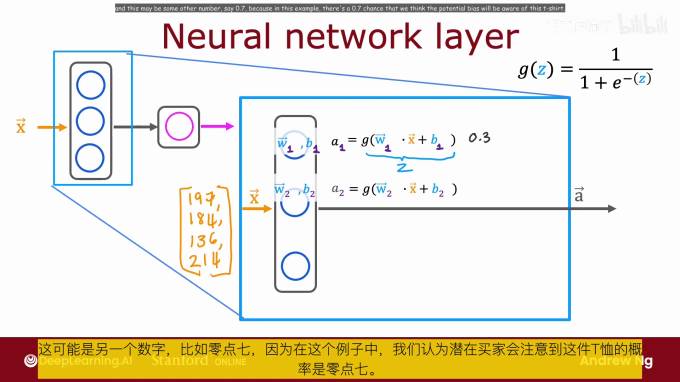 and this may be some other number, say 0.7, because in this example, there's a 0.7 chance that we think the potential bias will be aware of this t-shirt.
bilibili
Neural network layer
g(z) = 1 / 1 + e^-(z)
x⃗
w⃗₁, b₁ a₁ = g(w⃗₁ · x⃗ + b₁) 0.3
z
w⃗₂, b₂ a₂ = g(w⃗₂ · x⃗ + b₂)
x⃗
a⃗
197,
184,
136,
214
这可能是另一个数字，比如零点七，因为在这个例子中，我们认为潜在买家会注意到这件T恤的概
率是零点七。
DeepLearning.AI Stanford ONLINE Andrew Ng